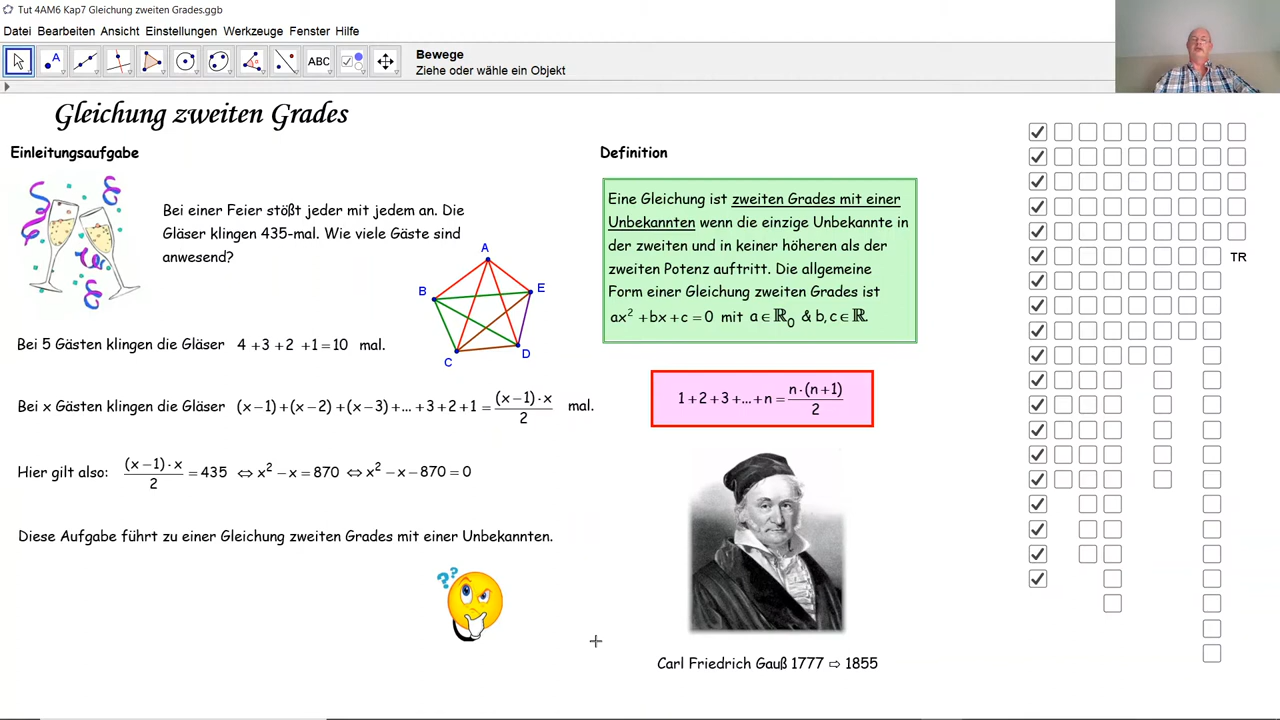 Tut 4AM6 Kap7 Gleichung zweiten Grades.ggb
Datei Bearbeiten Ansicht Einstellungen Werkzeuge Fenster Hilfe
A
ABC
Bewege
Ziehe oder wähle ein Objekt
Gleichung zweiten Grades
Einleitungsaufgabe
Bei einer Feier stößt jeder mit jedem an. Die
Gläser klingen 435-mal. Wie viele Gäste sind
anwesend?
A
B
E
C
D
Bei 5 Gästen klingen die Gläser 4 + 3 + 2 + 1 = 10 mal.
Bei x Gästen klingen die Gläser (x − 1) + (x − 2) + (x − 3) + ... + 3 + 2 + 1 = (x − 1) · x / 2 mal.
Hier gilt also: (x − 1) · x / 2 = 435 ⇔ x² − x = 870 ⇔ x² − x − 870 = 0
Diese Aufgabe führt zu einer Gleichung zweiten Grades mit einer Unbekannten.
??
Definition
Eine Gleichung ist zweiten Grades mit einer
Unbekannten wenn die einzige Unbekannte in
der zweiten und in keiner höheren als der
zweiten Potenz auftritt. Die allgemeine
Form einer Gleichung zweiten Grades ist
ax² + bx + c = 0 mit a ∈ ℝ₀ & b, c ∈ ℝ.
1 + 2 + 3 + ... + n = n · (n + 1) / 2
Carl Friedrich Gauß 1777 ⇨ 1855
TR